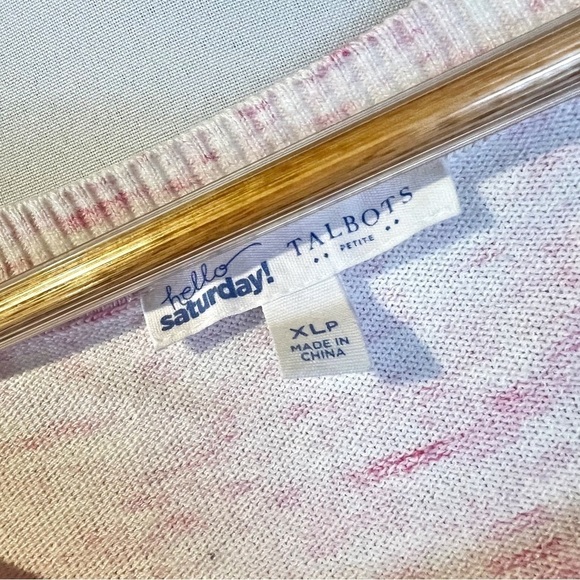 hello
saturday!
TALBOTS
PETITE
XLP
MADE IN
CHINA